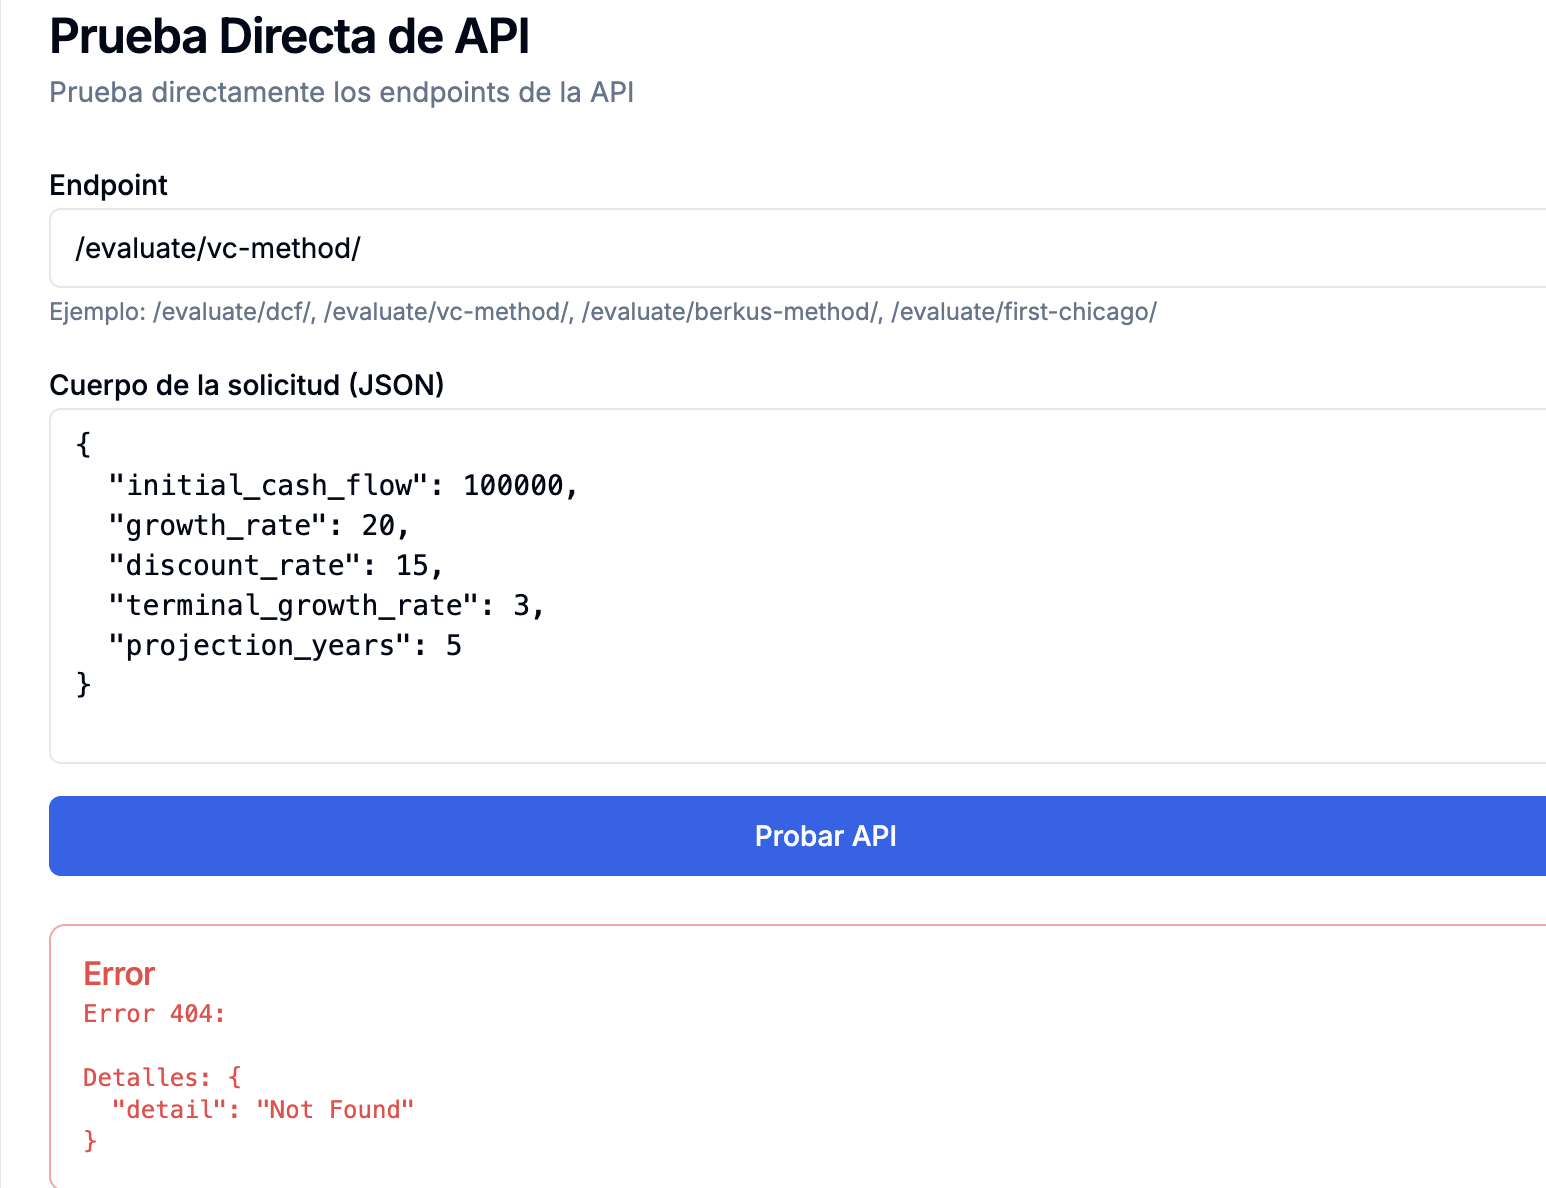 Prueba Directa de API
Prueba directamente los endpoints de la API
Endpoint
/evaluate/vc-method/
Ejemplo: /evaluate/dcf/, /evaluate/vc-method/, /evaluate/berkus-method/, /evaluate/first-chicago/
Cuerpo de la solicitud (JSON)
{
  "initial_cash_flow": 100000,
  "growth_rate": 20,
  "discount_rate": 15,
  "terminal_growth_rate": 3,
  "projection_years": 5
}
Probar API
Error
Error 404:
Detalles: {
  "detail": "Not Found"
}